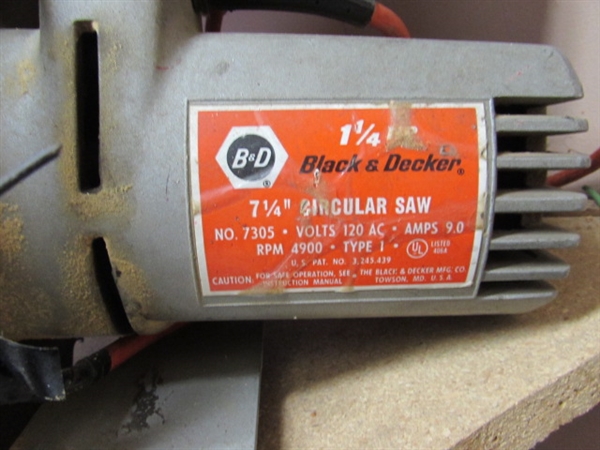 1¼
B&D
®
Black & Decker®
7¼" CIRCULAR SAW
NO. 7305 • VOLTS 120 AC • AMPS 9.0
RPM 4900 • TYPE 1 • UL LISTED
U.S. PAT. NO. 3,245,439
CAUTION FOR SAFE OPERATION, SEE INSTRUCTION MANUAL
THE BLACK & DECKER MFG. CO.
TOWSON, MD. U.S.A.